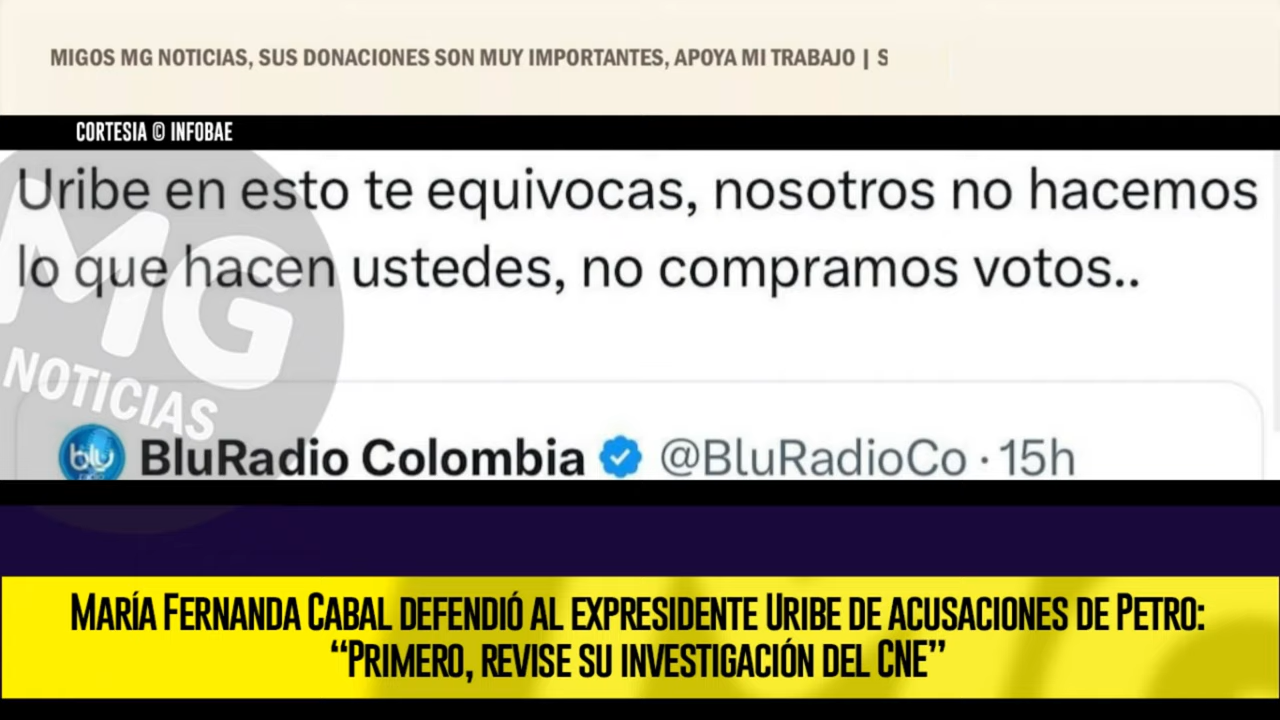 MIGOS MG NOTICIAS, SUS DONACIONES SON MUY IMPORTANTES, APOYA MI TRABAJO | S
CORTESIA © INFOBAE
Uribe en esto te equivocas, nosotros no hacemos
lo que hacen ustedes, no compramos votos..
MG
NOTICIAS
blu
BluRadio Colombia @BluRadioCo · 15h
MARÍA FERNANDA CABAL DEFENDIÓ AL EXPRESIDENTE URIBE DE ACUSACIONES DE PETRO:
“PRIMERO, REVISE SU INVESTIGACIÓN DEL CNE”